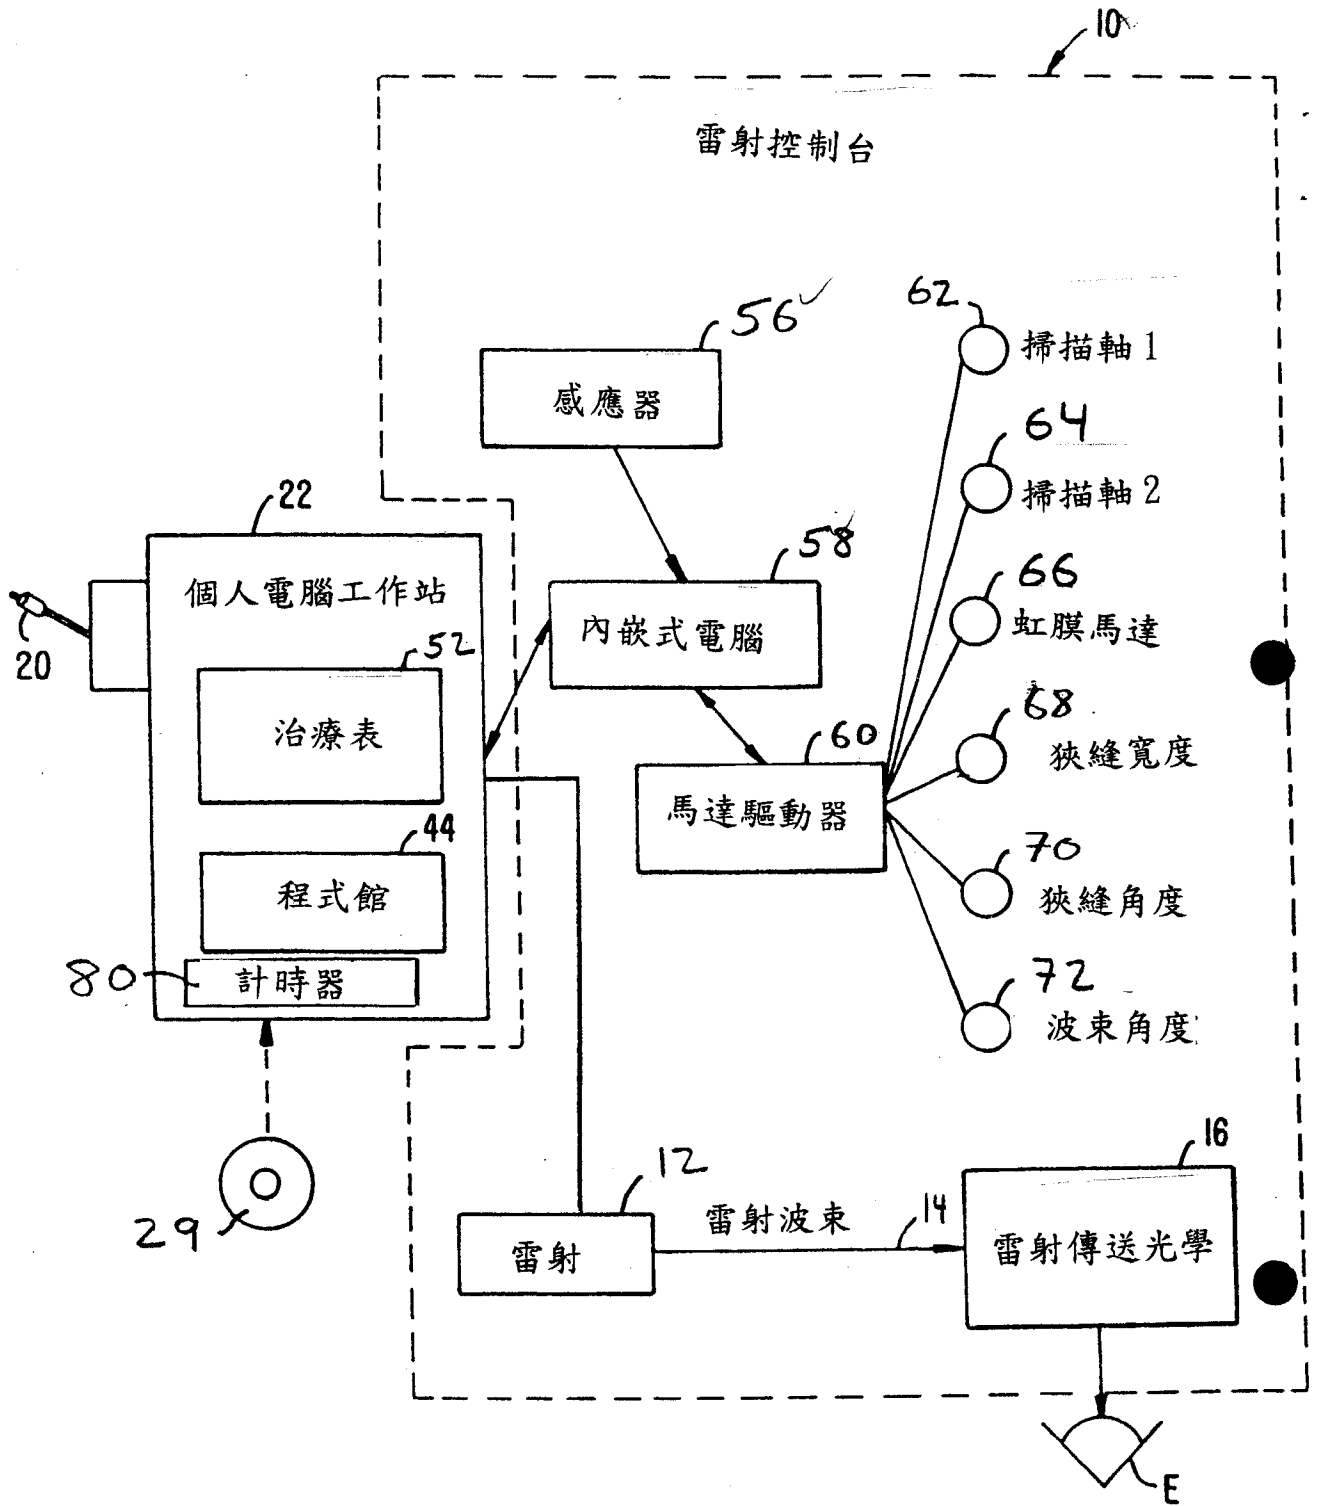 10
雷射控制台
56
感應器
62
掃描軸1
64
掃描軸2
22
個人電腦工作站
20
52
治療表
44
程式館
80
計時器
29
58
內嵌式電腦
60
馬達驅動器
66
虹膜馬達
68
狹縫寬度
70
狹縫角度
72
波束角度
12
雷射
雷射波束
14
16
雷射傳送光學
E